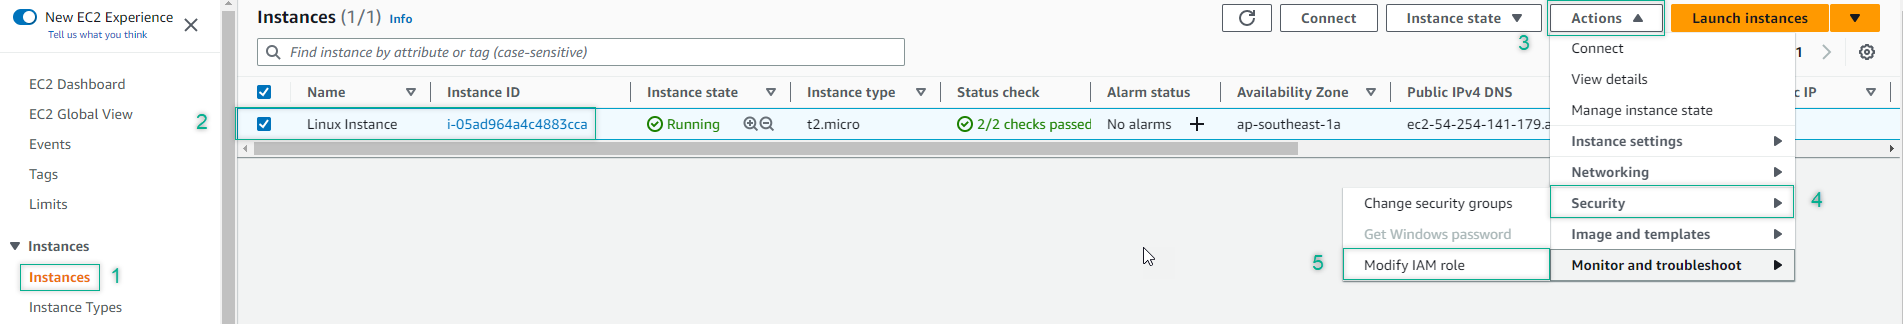 New EC2 Experience
Tell us what you think
EC2 Dashboard
EC2 Global View
Events
Tags
Limits
Instances
Instances 1
Instance Types
Instances (1/1) Info
Connect
Instance state
Actions
Launch instances
3
Find instance by attribute or tag (case-sensitive)
1
Name
Instance ID
Instance state
Instance type
Status check
Alarm status
Availability Zone
Public IPv4 DNS
IP
2
Linux Instance
i-05ad964a4c4883cca
Running
t2.micro
2/2 checks passed
No alarms
ap-southeast-1a
ec2-54-254-141-179.a
Connect
View details
Manage instance state
Instance settings
Networking
Security 4
Image and templates
Monitor and troubleshoot
Change security groups
Get Windows password
5 Modify IAM role